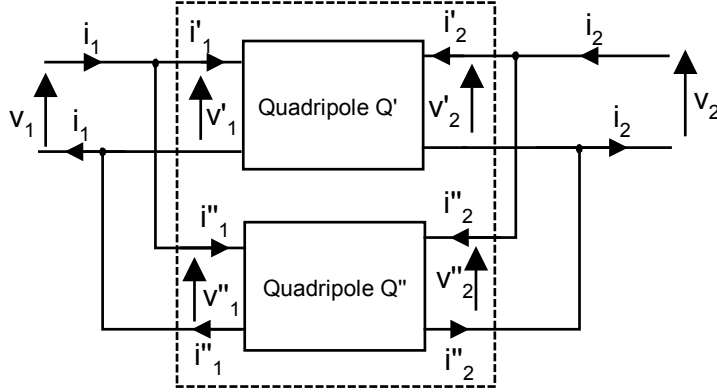 i₁ i'₁ i'₂ i₂
v₁ v'₁ Quadripole Q' v'₂ v₂
i₁ i₂
i"₁ i"₂
v"₁ Quadripole Q" v"₂
i"₁ i"₂